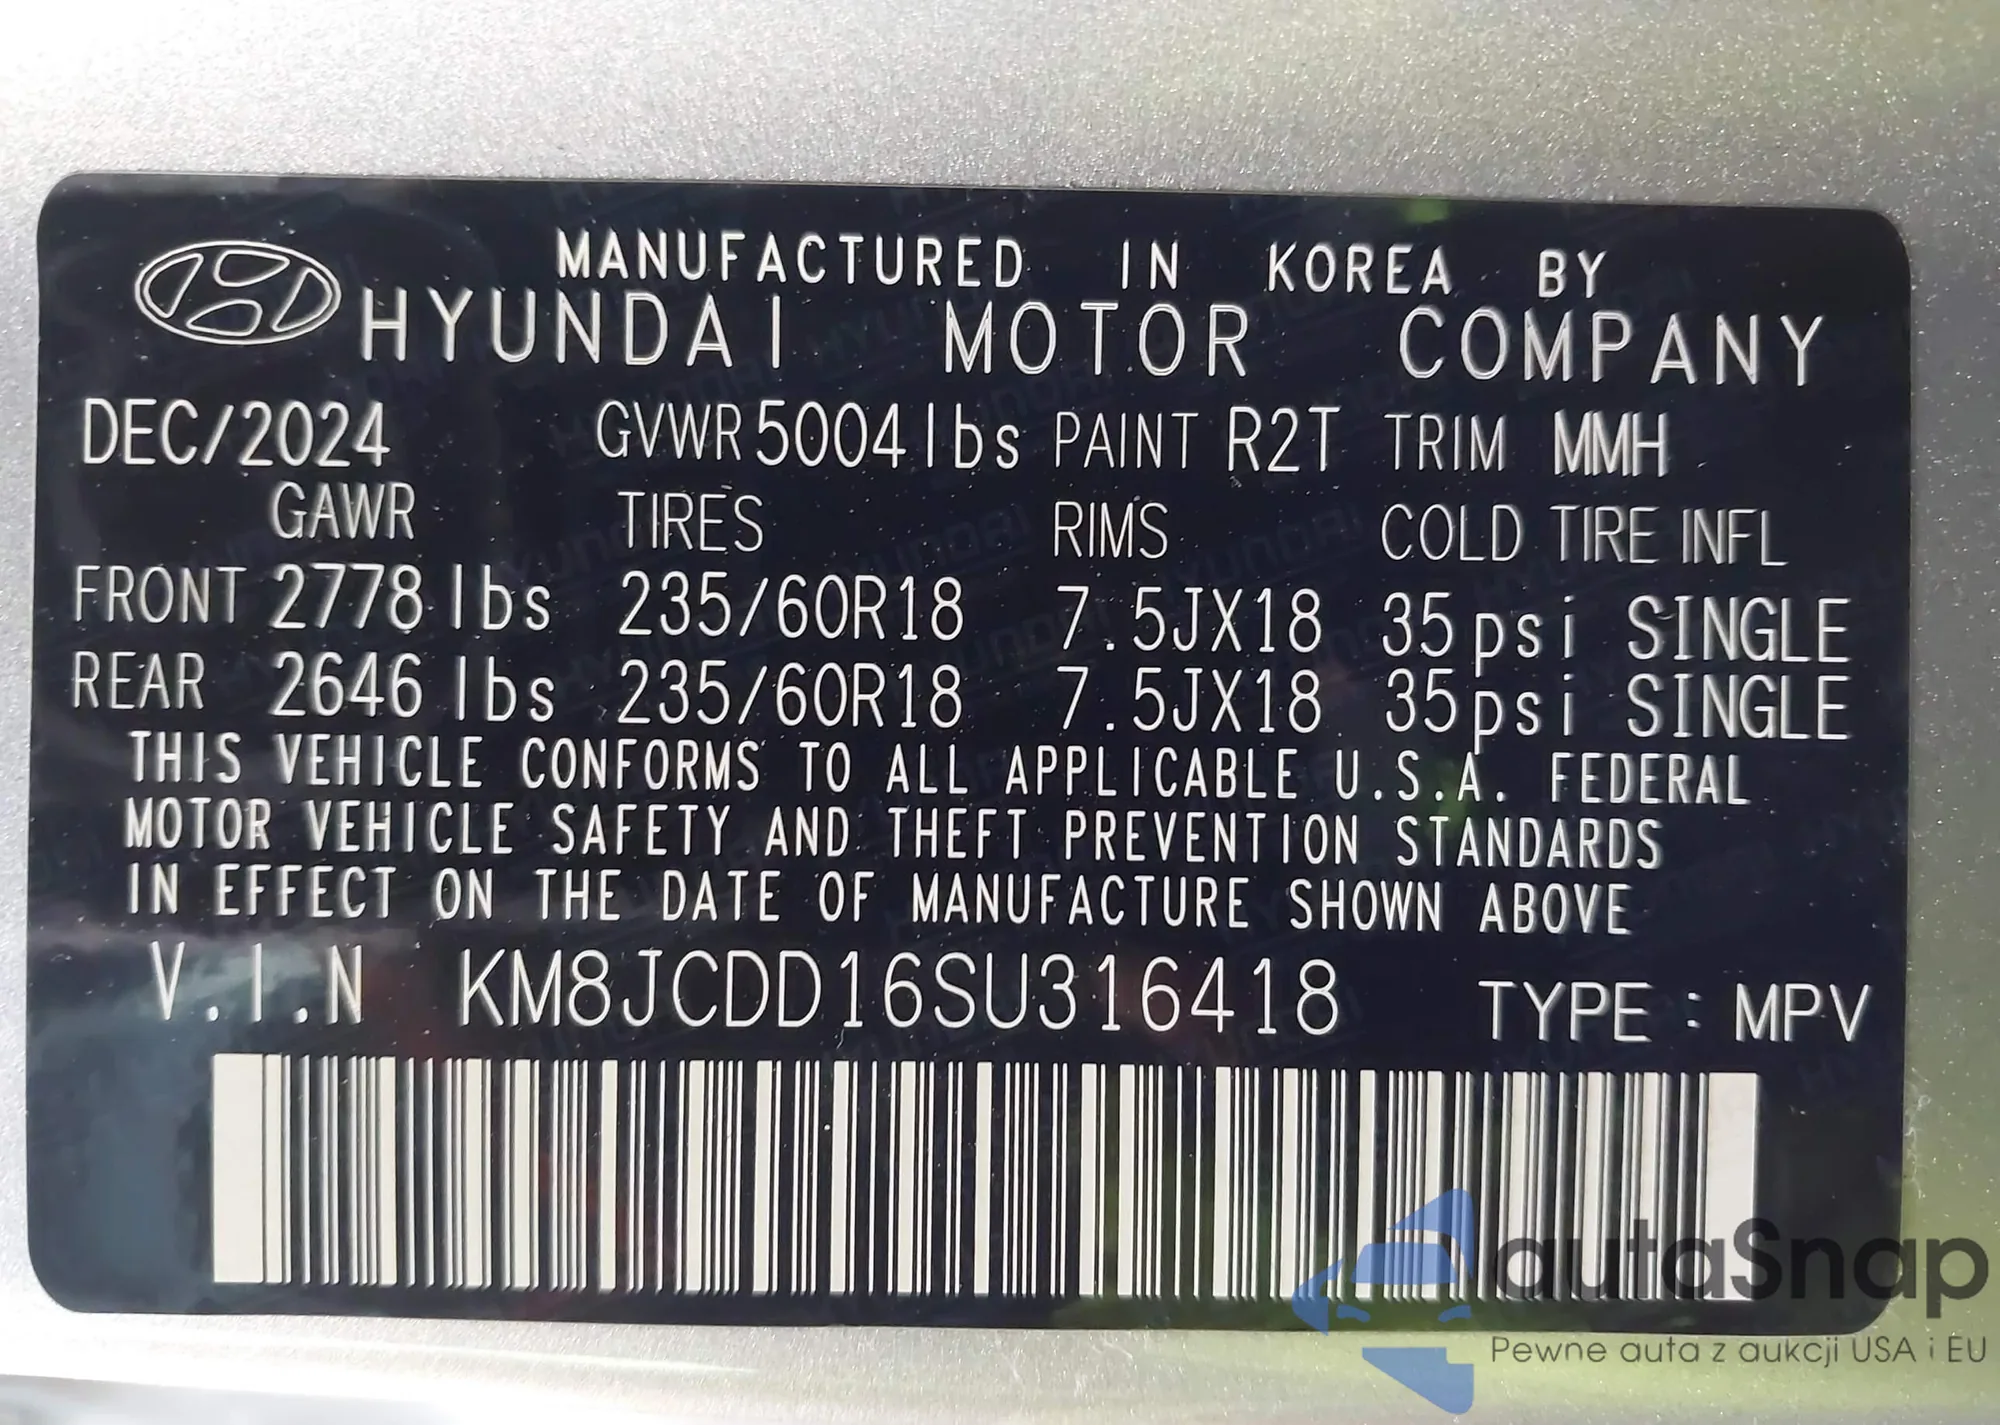 MANUFACTURED IN KOREA BY
HYUNDAI MOTOR COMPANY
DEC/2024 GVWR 5004lbs PAINT R2T TRIM MMH
GAWR TIRES RIMS COLD TIRE INFL
FRONT 2778 lbs 235/60R18 7.5JX18 35psi SINGLE
REAR 2646 lbs 235/60R18 7.5JX18 35psi SINGLE
THIS VEHICLE CONFORMS TO ALL APPLICABLE U.S.A. FEDERAL
MOTOR VEHICLE SAFETY AND THEFT PREVENTION STANDARDS
IN EFFECT ON THE DATE OF MANUFACTURE SHOWN ABOVE
V.I.N KM8JCDD16SU316418 TYPE : MPV
autaSnap
Pewne auta z aukcji USA i EU